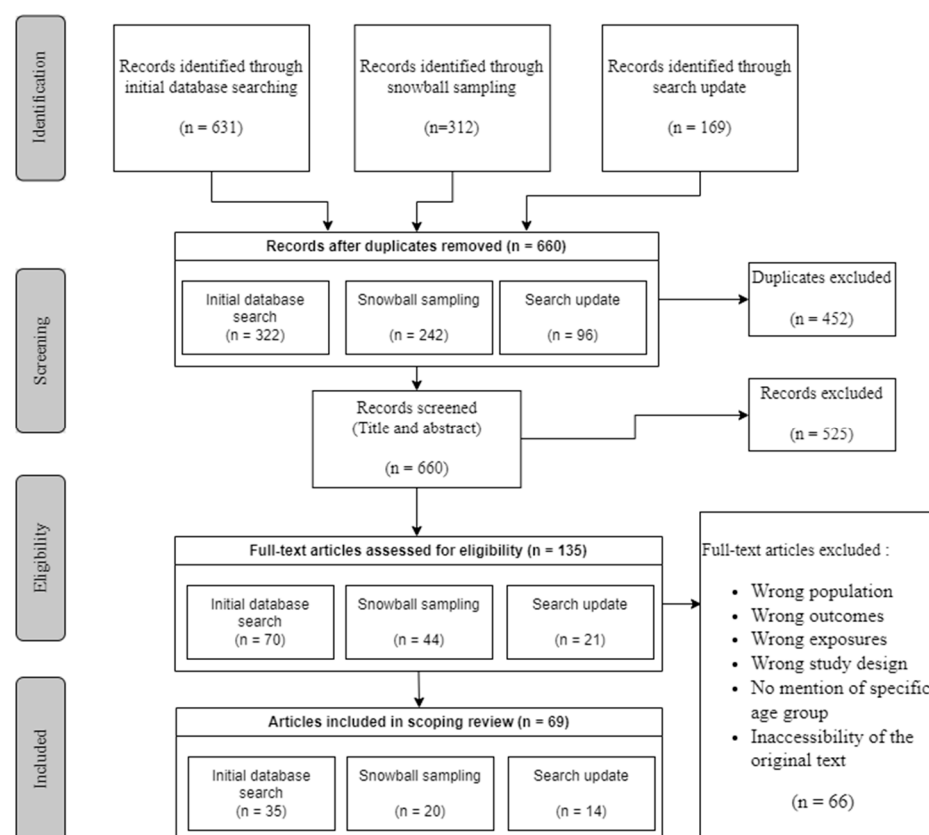 Identification
Records identified through
initial database searching
(n = 631)
Records identified through
snowball sampling
(n=312)
Records identified through
search update
(n = 169)
Screening
Records after duplicates removed (n = 660)
Initial database
search
(n = 322)
Snowball sampling
(n = 242)
Search update
(n = 96)
Duplicates excluded
(n = 452)
Records screened
(Title and abstract)
(n = 660)
Records excluded
(n = 525)
Eligibility
Full-text articles assessed for eligibility (n = 135)
Initial database
search
(n = 70)
Snowball sampling
(n = 44)
Search update
(n = 21)
Full-text articles excluded :
• Wrong population
• Wrong outcomes
• Wrong exposures
• Wrong study design
• No mention of specific
age group
• Inaccessibility of the
original text
(n = 66)
Included
Articles included in scoping review (n = 69)
Initial database
search
(n = 35)
Snowball sampling
(n = 20)
Search update
(n = 14)